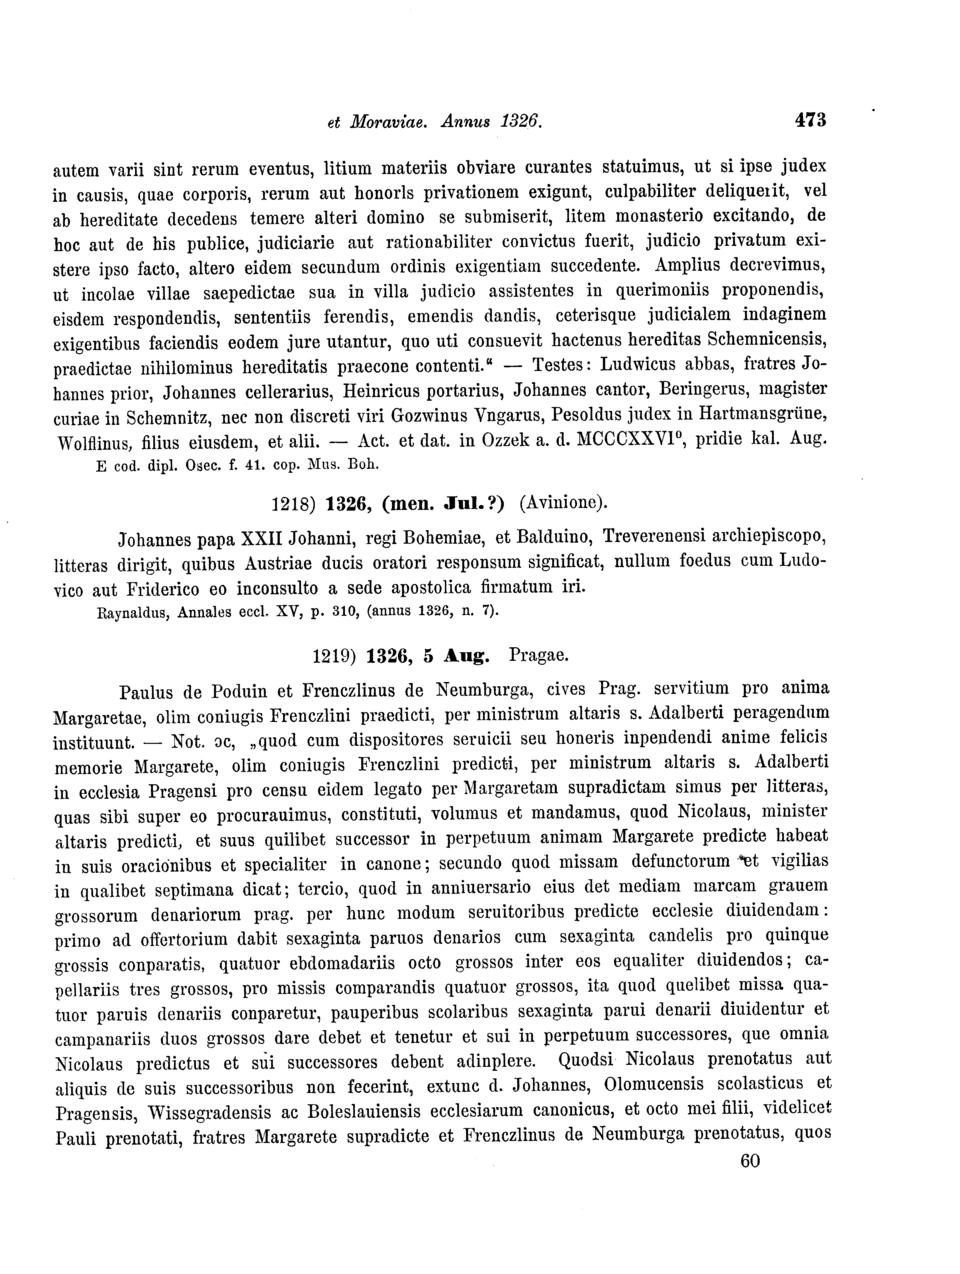 et Moraviae. Annus 1326. 473
autem varii sint rerum eventus, litium materiis obviare curantes statuimus, ut si ipse judex
in causis, quae corporis, rerum aut honorls privationem exigunt, culpabiliter deliquerit, vel
ab hereditate decedens temere alteri domino se submiserit, litem monasterio excitando, de
hoc aut de his publice, judiciarie aut rationabiliter convictus fuerit, judicio privatum exi-
stere ipso facto, altero eidem secundum ordinis exigentiam succedente. Amplius decrevimus,
ut incolae villae saepedictae sua in villa judicio assistentes in querimoniis proponendis,
eisdem respondendis, sententiis ferendis, emendis dandis, ceterisque judicialem indaginem
exigentibus faciendis eodem jure utantur, quo uti consuevit hactenus hereditas Schemnicensis,
praedictae nihilominus hereditatis praecone contenti.“ — Testes: Ludwicus abbas, fratres Jo-
hannes prior, Johannes cellerarius, Heinricus portarius, Johannes cantor, Beringerus, magister
curiae in Schemnitz, nec non discreti viri Gozwinus Vngarus, Pesoldus judex in Hartmansgrüne,
Wolflinus, filius eiusdem, et alii. — Act. et dat. in Ozzek a. d. MCCCXXVI⁰, pridie kal. Aug.
E cod. dipl. Osec. f. 41. cop. Mus. Boh.
1218) 1326, (men. Jul.?) (Avinione).
Johannes papa XXII Johanni, regi Bohemiae, et Balduino, Treverenensi archiepiscopo,
litteras dirigit, quibus Austriae ducis oratori responsum significat, nullum foedus cum Ludo-
vico aut Friderico eo inconsulto a sede apostolica firmatum iri.
Raynaldus, Annales eccl. XV, p. 310, (annus 1326, n. 7).
1219) 1326, 5 Aug. Pragae.
Paulus de Poduin et Frenczlinus de Neumburga, cives Prag. servitium pro anima
Margaretae, olim coniugis Frenczlini praedicti, per ministrum altaris s. Adalberti peragendum
instituunt. — Not. ɔc, „quod cum dispositores seruicii seu honeris inpendendi anime felicis
memorie Margarete, olim coniugis Frenczlini predicti, per ministrum altaris s. Adalberti
in ecclesia Pragensi pro censu eidem legato per Margaretam supradictam simus per litteras,
quas sibi super eo procurauimus, constituti, volumus et mandamus, quod Nicolaus, minister
altaris predicti, et suus quilibet successor in perpetuum animam Margarete predicte habeat
in suis oracionibus et specialiter in canone; secundo quod missam defunctorum et vigilias
in qualibet septimana dicat; tercio, quod in anniuersario eius det mediam marcam grauem
grossorum denariorum prag. per hunc modum seruitoribus predicte ecclesie diuidendam:
primo ad offertorium dabit sexaginta paruos denarios cum sexaginta candelis pro quinque
grossis conparatis, quatuor ebdomadariis octo grossos inter eos equaliter diuidendos; ca-
pellariis tres grossos, pro missis comparandis quatuor grossos, ita quod quelibet missa qua-
tuor paruis denariis conparetur, pauperibus scolaribus sexaginta parui denarii diuidentur et
campanariis duos grossos dare debet et tenetur et sui in perpetuum successores, que omnia
Nicolaus predictus et sui successores debent adinplere. Quodsi Nicolaus prenotatus aut
aliquis de suis successoribus non fecerint, extunc d. Johannes, Olomucensis scolasticus et
Pragensis, Wissegradensis ac Boleslauiensis ecclesiarum canonicus, et octo mei filii, videlicet
Pauli prenotati, fratres Margarete supradicte et Frenczlinus de Neumburga prenotatus, quos
60